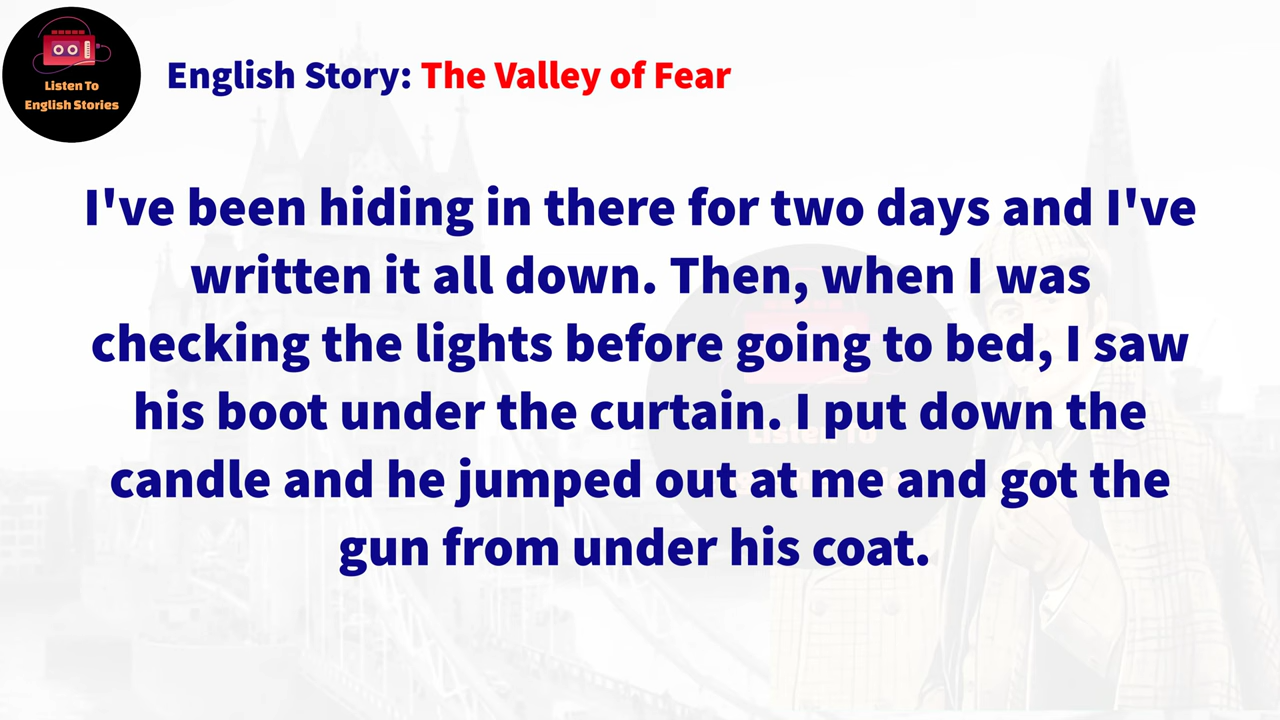 Listen To
English Stories
English Story: The Valley of Fear
I've been hiding in there for two days and I've
written it all down. Then, when I was
checking the lights before going to bed, I saw
his boot under the curtain. I put down the
candle and he jumped out at me and got the
gun from under his coat.